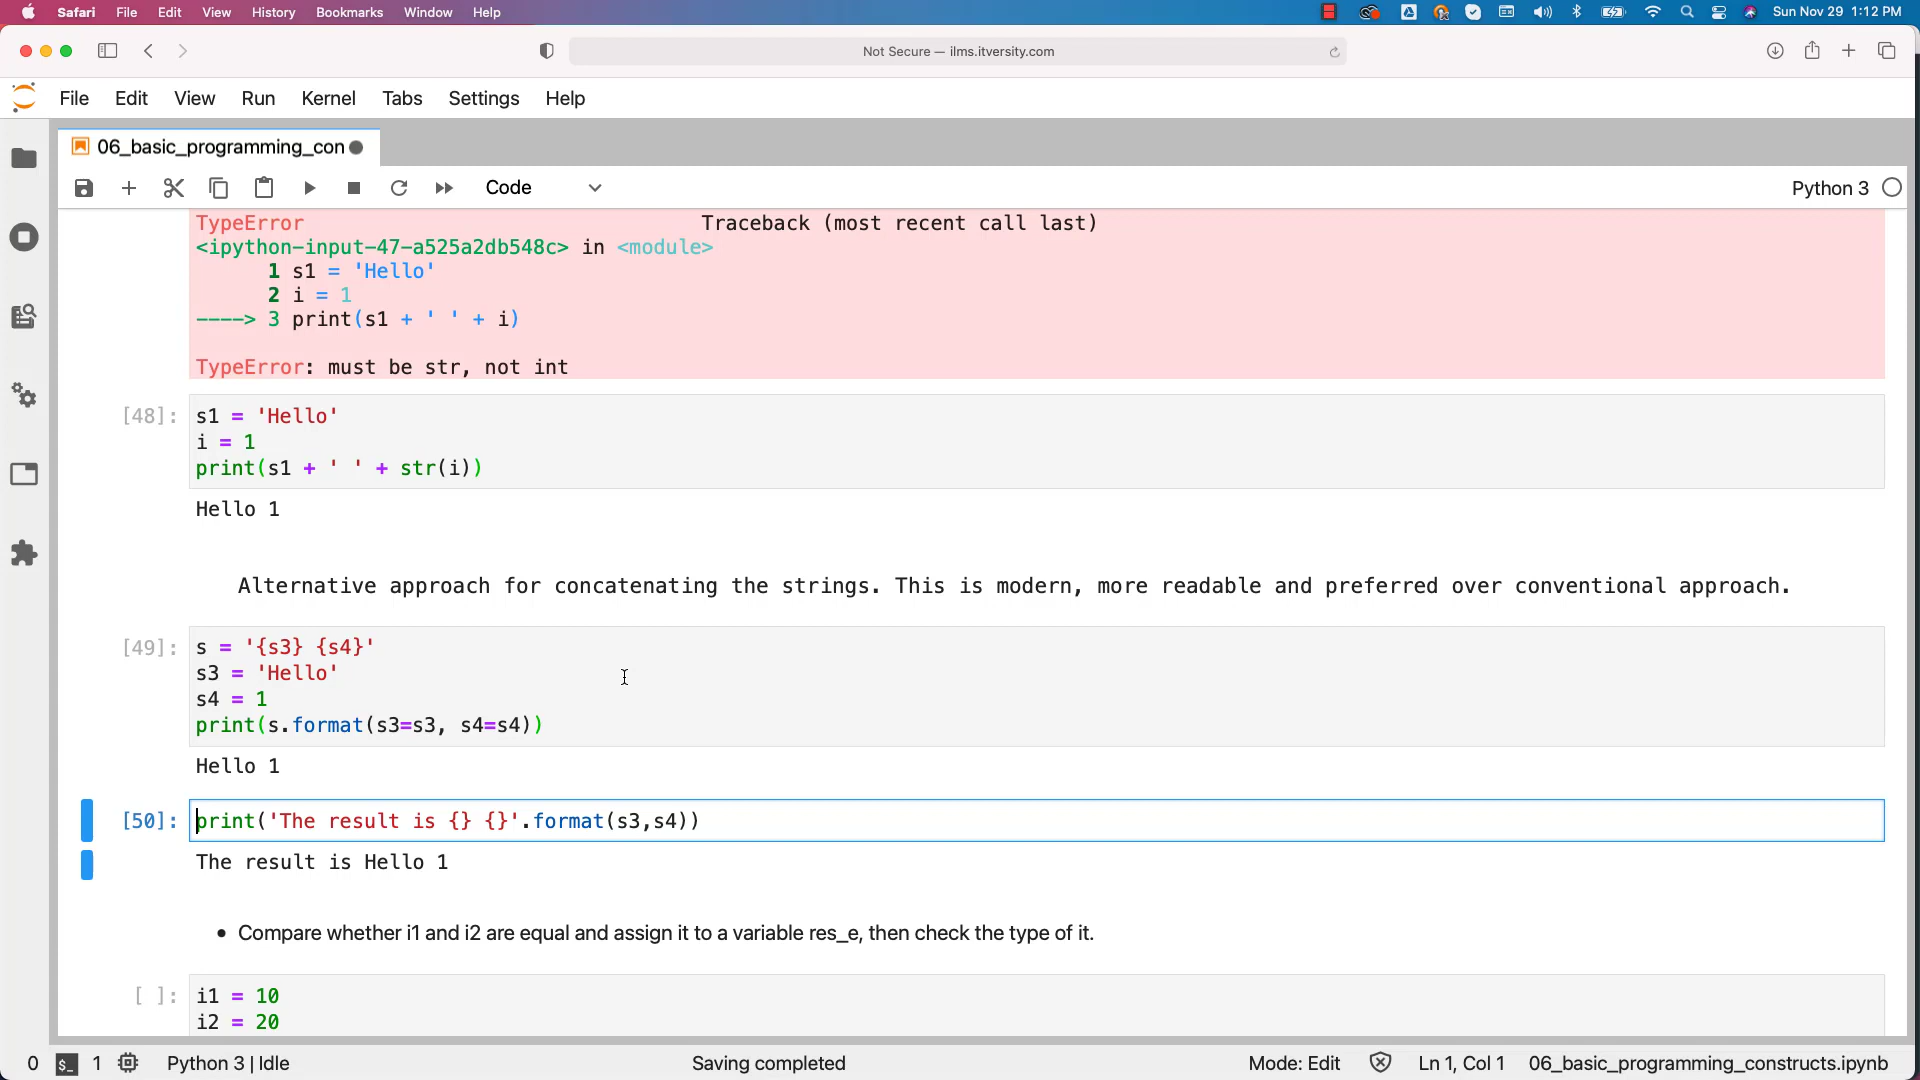 Safari File Edit View History Bookmarks Window Help Sun Nov 29 1:12 PM
Not Secure — ilms.itversity.com
File Edit View Run Kernel Tabs Settings Help
06_basic_programming_con
Code Python 3
TypeError Traceback (most recent call last)
<ipython-input-47-a525a2db548c> in <module>
1 s1 = 'Hello'
2 i = 1
----> 3 print(s1 + ' ' + i)
TypeError: must be str, not int
[48]: s1 = 'Hello'
i = 1
print(s1 + ' ' + str(i))
Hello 1
Alternative approach for concatenating the strings. This is modern, more readable and preferred over conventional approach.
[49]: s = '{s3} {s4}'
s3 = 'Hello'
s4 = 1
print(s.format(s3=s3, s4=s4))
Hello 1
[50]: print('The result is {} {}'.format(s3,s4))
The result is Hello 1
• Compare whether i1 and i2 are equal and assign it to a variable res_e, then check the type of it.
[ ]: i1 = 10
i2 = 20
0 $_ 1 Python 3 | Idle Saving completed Mode: Edit Ln 1, Col 1 06_basic_programming_constructs.ipynb